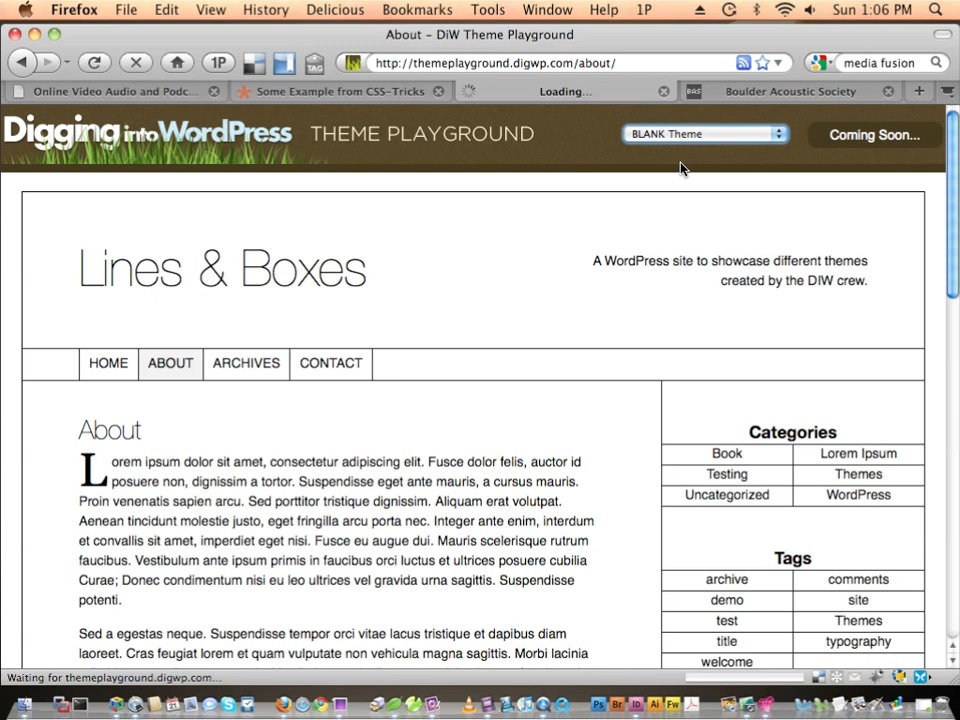 Firefox File Edit View History Delicious Bookmarks Tools Window Help 1P Sun 1:06 PM
About – DiW Theme Playground
1P TAG http://themeplayground.digwp.com/about/ media fusion
Online Video Audio and Podc... Some Example from CSS-Tricks Loading... BAS Boulder Acoustic Society
Digging into WordPress THEME PLAYGROUND BLANK Theme Coming Soon...
Lines & Boxes
A WordPress site to showcase different themes
created by the DIW crew.
HOME ABOUT ARCHIVES CONTACT
About
Lorem ipsum dolor sit amet, consectetur adipiscing elit. Fusce dolor felis, auctor id
posuere non, dignissim a tortor. Suspendisse eget ante mauris, a cursus mauris.
Proin venenatis sapien arcu. Sed porttitor tristique dignissim. Aliquam erat volutpat.
Aenean tincidunt molestie justo, eget fringilla arcu porta nec. Integer ante enim, interdum
et convallis sit amet, imperdiet eget nisi. Fusce eu augue dui. Mauris scelerisque rutrum
faucibus. Vestibulum ante ipsum primis in faucibus orci luctus et ultrices posuere cubilia
Curae; Donec condimentum nisi eu leo ultrices vel gravida urna sagittis. Suspendisse
potenti.
Sed a egestas neque. Suspendisse tempor orci vitae lacus tristique et dapibus diam
laoreet. Cras feugiat lorem et quam vulputate non vehicula magna sagittis. Morbi lacinia
Categories
Book Lorem Ipsum
Testing Themes
Uncategorized WordPress
Tags
archive comments
demo site
test Themes
title typography
welcome
Waiting for themeplayground.digwp.com...
Ps Br Id Ai Fw